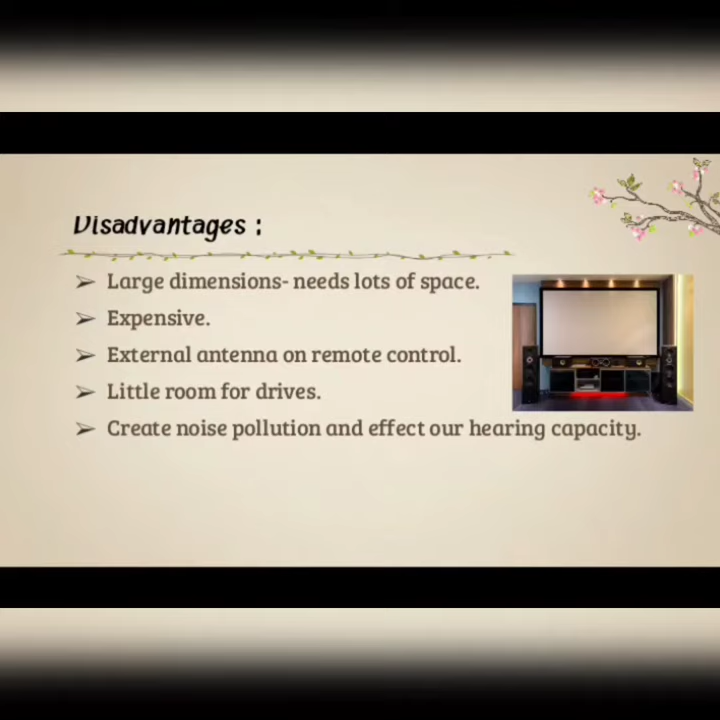 Disadvantages :
Large dimensions- needs lots of space.
Expensive.
External antenna on remote control.
Little room for drives.
Create noise pollution and effect our hearing capacity.